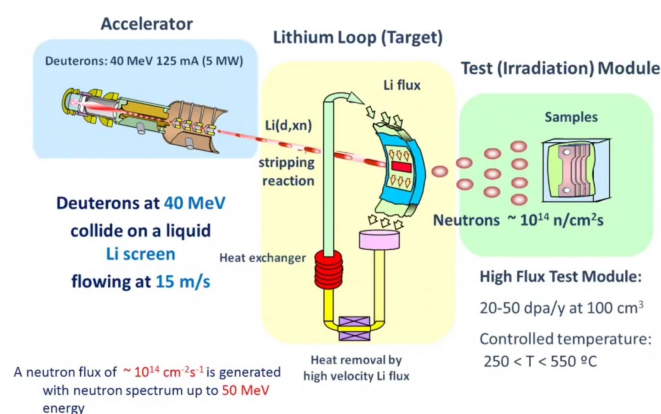 Accelerator
Deuterons: 40 MeV 125 mA (5 MW)
Deuterons at 40 MeV
collide on a liquid
Li screen
flowing at 15 m/s
A neutron flux of ~ 10¹⁴ cm⁻²s⁻¹ is generated
with neutron spectrum up to 50 MeV
energy
Lithium Loop (Target)
Li flux
Li(d,xn)
stripping
reaction
Heat exchanger
Heat removal by
high velocity Li flux
Test (Irradiation) Module
Samples
Neutrons ~ 10¹⁴ n/cm²s
High Flux Test Module:
20-50 dpa/y at 100 cm³
Controlled temperature:
250 < T < 550 ºC